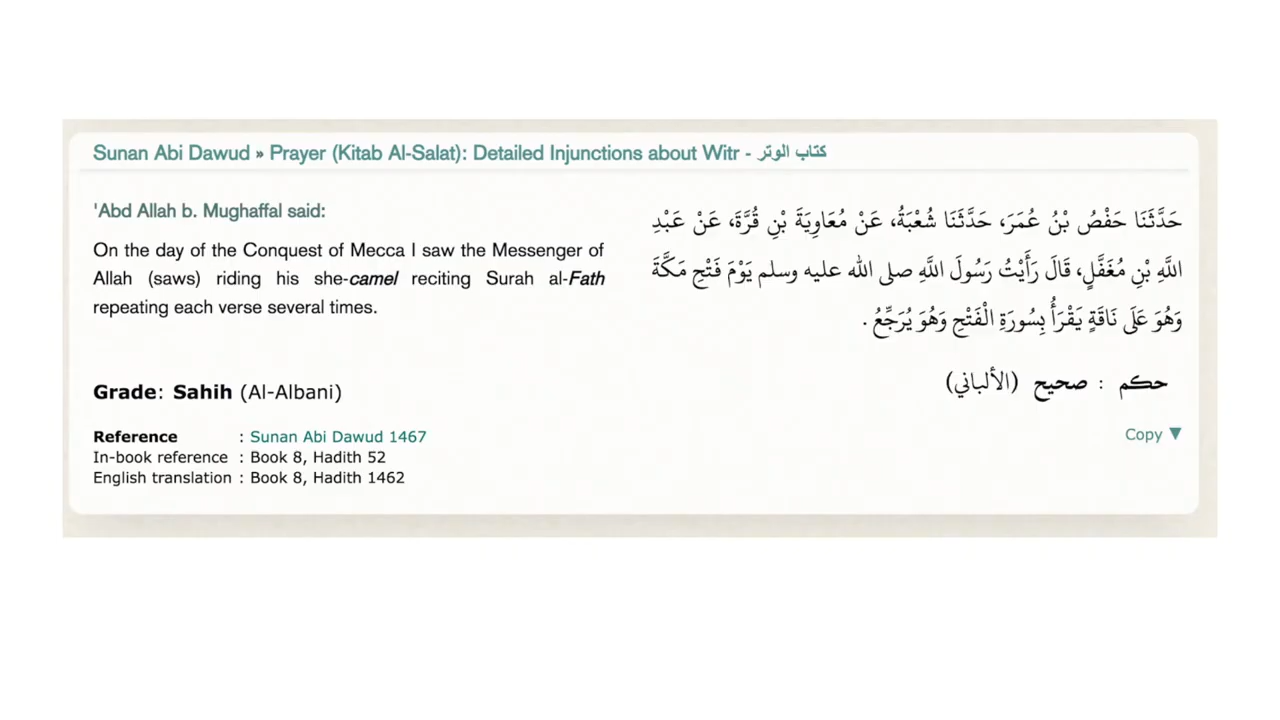 Sunan Abi Dawud » Prayer (Kitab Al-Salat): Detailed Injunctions about Witr - كتاب الوتر
'Abd Allah b. Mughaffal said:
On the day of the Conquest of Mecca I saw the Messenger of
Allah (saws) riding his she-camel reciting Surah al-Fath
repeating each verse several times.
حَدَّثَنَا حَفْصُ بْنُ عُمَرَ، حَدَّثَنَا شُعْبَةُ، عَنْ مُعَاوِيَةَ بْنِ قُرَّةَ، عَنْ عَبْدِ
اللَّهِ بْنِ مُغَفَّلٍ، قَالَ رَأَيْتُ رَسُولَ اللَّهِ صلى الله عليه وسلم يَوْمَ فَتْحِ مَكَّةَ
وَهُوَ عَلَى نَاقَةٍ يَقْرَأُ بِسُورَةِ الْفَتْحِ وَهُوَ يُرَجِّعُ .
Grade: Sahih (Al-Albani)
حكم : صحيح (الألباني)
Reference : Sunan Abi Dawud 1467
In-book reference : Book 8, Hadith 52
English translation : Book 8, Hadith 1462
Copy ▼